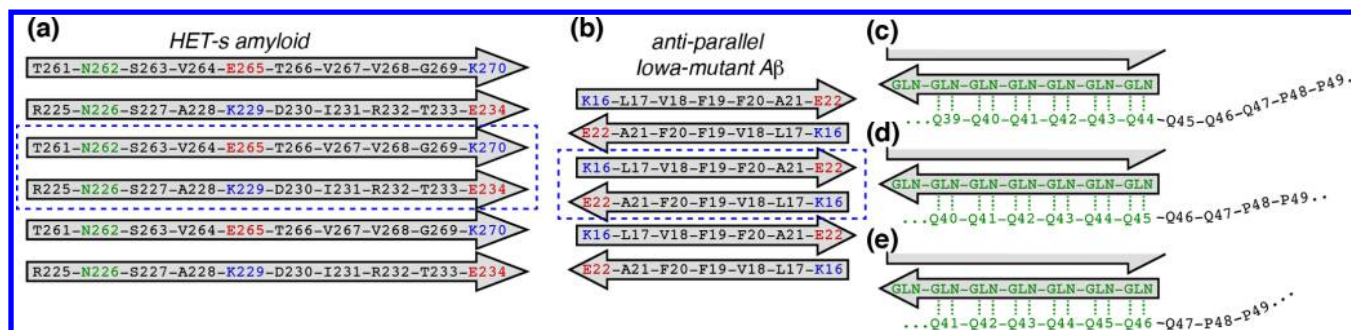 (a)
HET-s amyloid
T261-N262-S263-V264-E265-T266-V267-V268-G269-K270
R225-N226-S227-A228-K229-D230-I231-R232-T233-E234
T261-N262-S263-V264-E265-T266-V267-V268-G269-K270
R225-N226-S227-A228-K229-D230-I231-R232-T233-E234
T261-N262-S263-V264-E265-T266-V267-V268-G269-K270
R225-N226-S227-A228-K229-D230-I231-R232-T233-E234
(b)
anti-parallel
Iowa-mutant Aβ
K16-L17-V18-F19-F20-A21-E22
E22-A21-F20-F19-V18-L17-K16
K16-L17-V18-F19-F20-A21-E22
E22-A21-F20-F19-V18-L17-K16
K16-L17-V18-F19-F20-A21-E22
E22-A21-F20-F19-V18-L17-K16
(c)
GLN-GLN-GLN-GLN-GLN-GLN-GLN
...Q39-Q40-Q41-Q42-Q43-Q44-Q45-Q46-Q47-P48-P49..
(d)
GLN-GLN-GLN-GLN-GLN-GLN-GLN
...Q40-Q41-Q42-Q43-Q44-Q45-Q46-Q47-P48-P49..
(e)
GLN-GLN-GLN-GLN-GLN-GLN-GLN
...Q41-Q42-Q43-Q44-Q45-Q46-Q47-P48-P49...